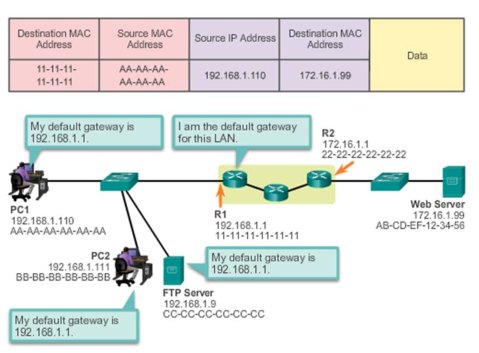 Destination MAC
Address
Source MAC
Address
Source IP Address
Destination MAC
Address
Data
11-11-11-
11-11-11
AA-AA-AA-
AA-AA-AA
192.168.1.110
172.16.1.99
My default gateway is
192.168.1.1.
I am the default gateway
for this LAN.
R2
172.16.1.1
22-22-22-22-22-22
PC1
192.168.1.110
AA-AA-AA-AA-AA-AA
R1
192.168.1.1
11-11-11-11-11-11
Web Server
172.16.1.99
AB-CD-EF-12-34-56
PC2
192.168.1.111
BB-BB-BB-BB-BB-BB
My default gateway is
192.168.1.1.
FTP Server
192.168.1.9
CC-CC-CC-CC-CC-CC
My default gateway is
192.168.1.1.